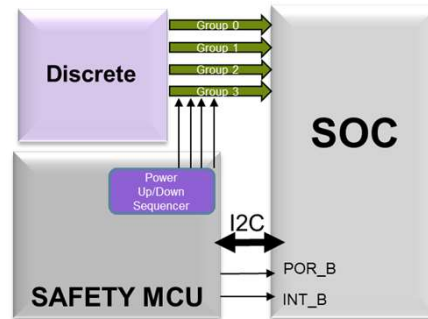 Group 0
Group 1
Discrete
Group 2
Group 3
SOC
Power
Up/Down
Sequencer
I2C
POR_B
SAFETY MCU
INT_B